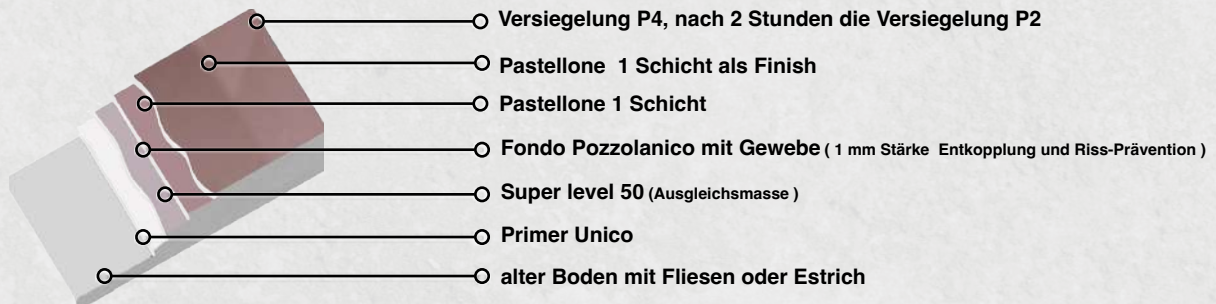 Versiegelung P4, nach 2 Stunden die Versiegelung P2
Pastellone 1 Schicht als Finish
Pastellone 1 Schicht
Fondo Pozzolanico mit Gewebe ( 1 mm Stärke Entkopplung und Riss-Prävention )
Super level 50 (Ausgleichsmasse )
Primer Unico
alter Boden mit Fliesen oder Estrich